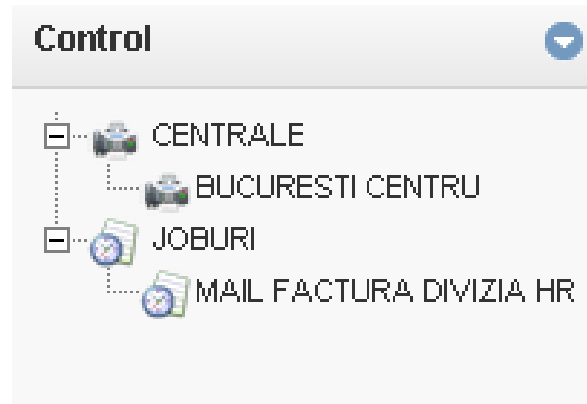 Control
CENTRALE
BUCURESTI CENTRU
JOBURI
MAIL FACTURA DIVIZIA HR